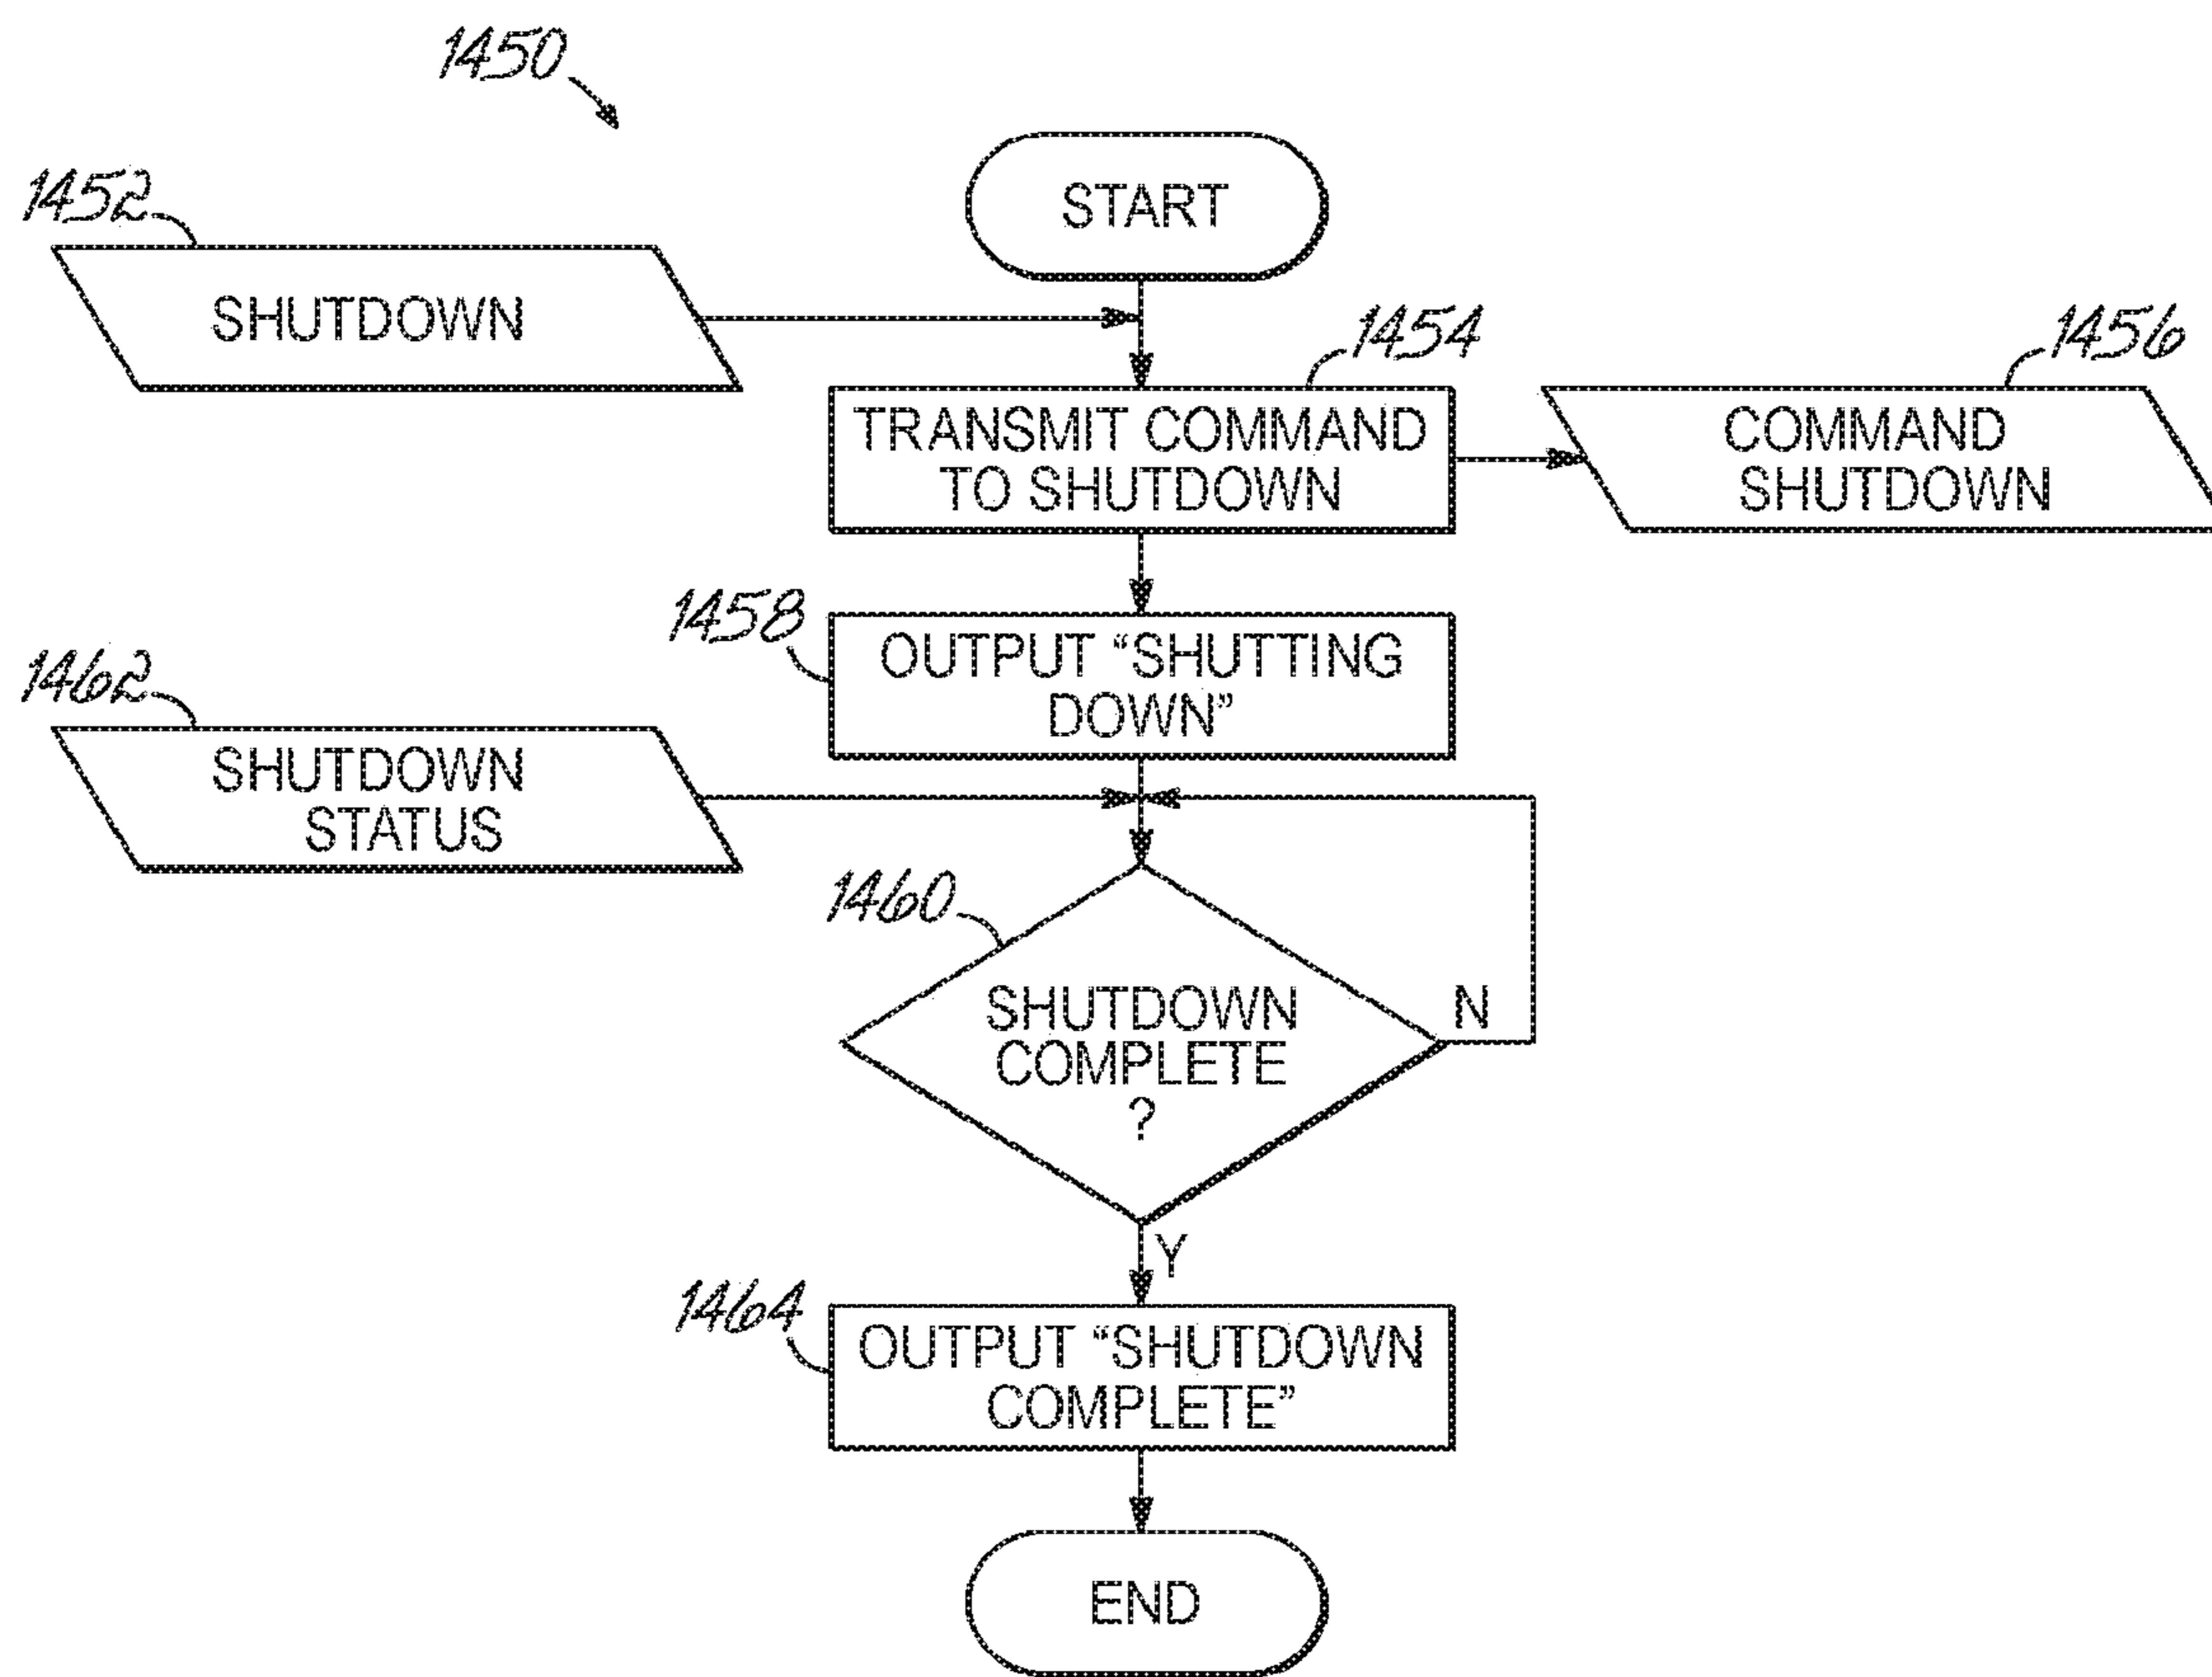 1450
START
1452
SHUTDOWN
1454
TRANSMIT COMMAND
TO SHUTDOWN
1456
COMMAND
SHUTDOWN
1458
OUTPUT “SHUTTING
DOWN”
1462
SHUTDOWN
STATUS
1460
SHUTDOWN
COMPLETE
?
N
Y
1464
OUTPUT “SHUTDOWN
COMPLETE”
END